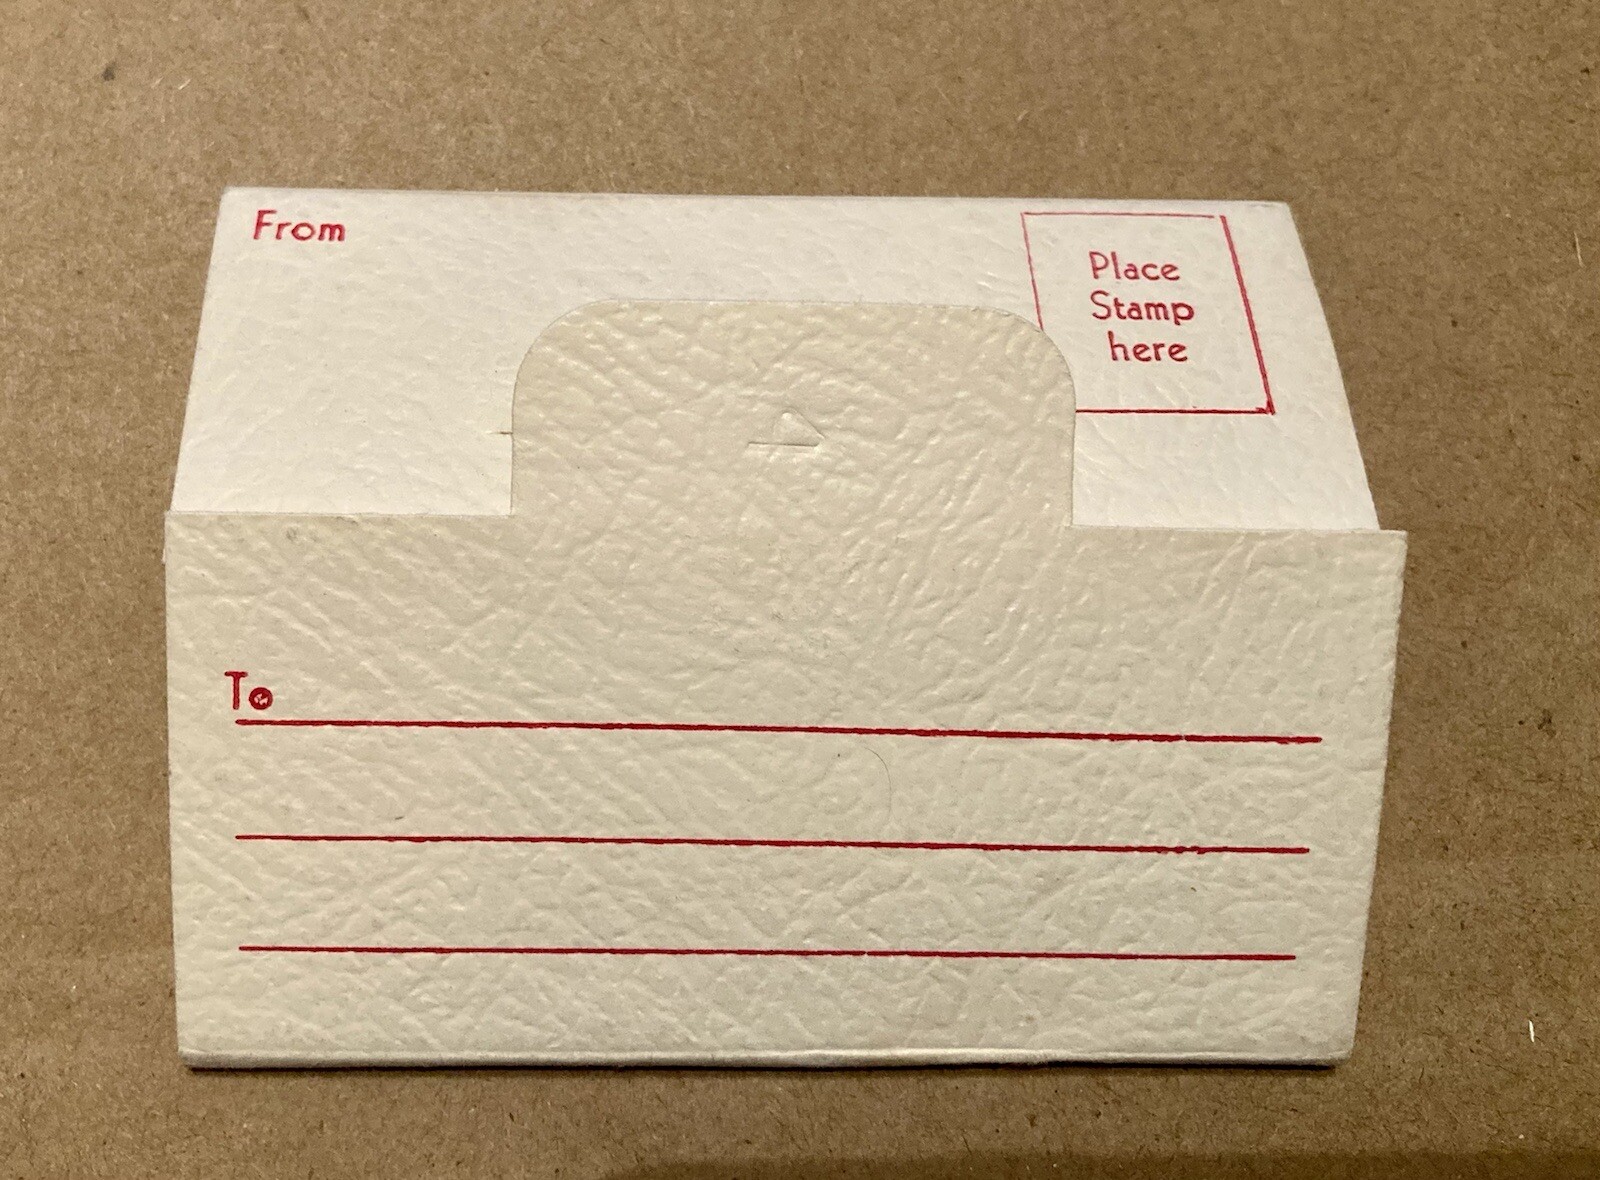 From
Place
Stamp
here
To